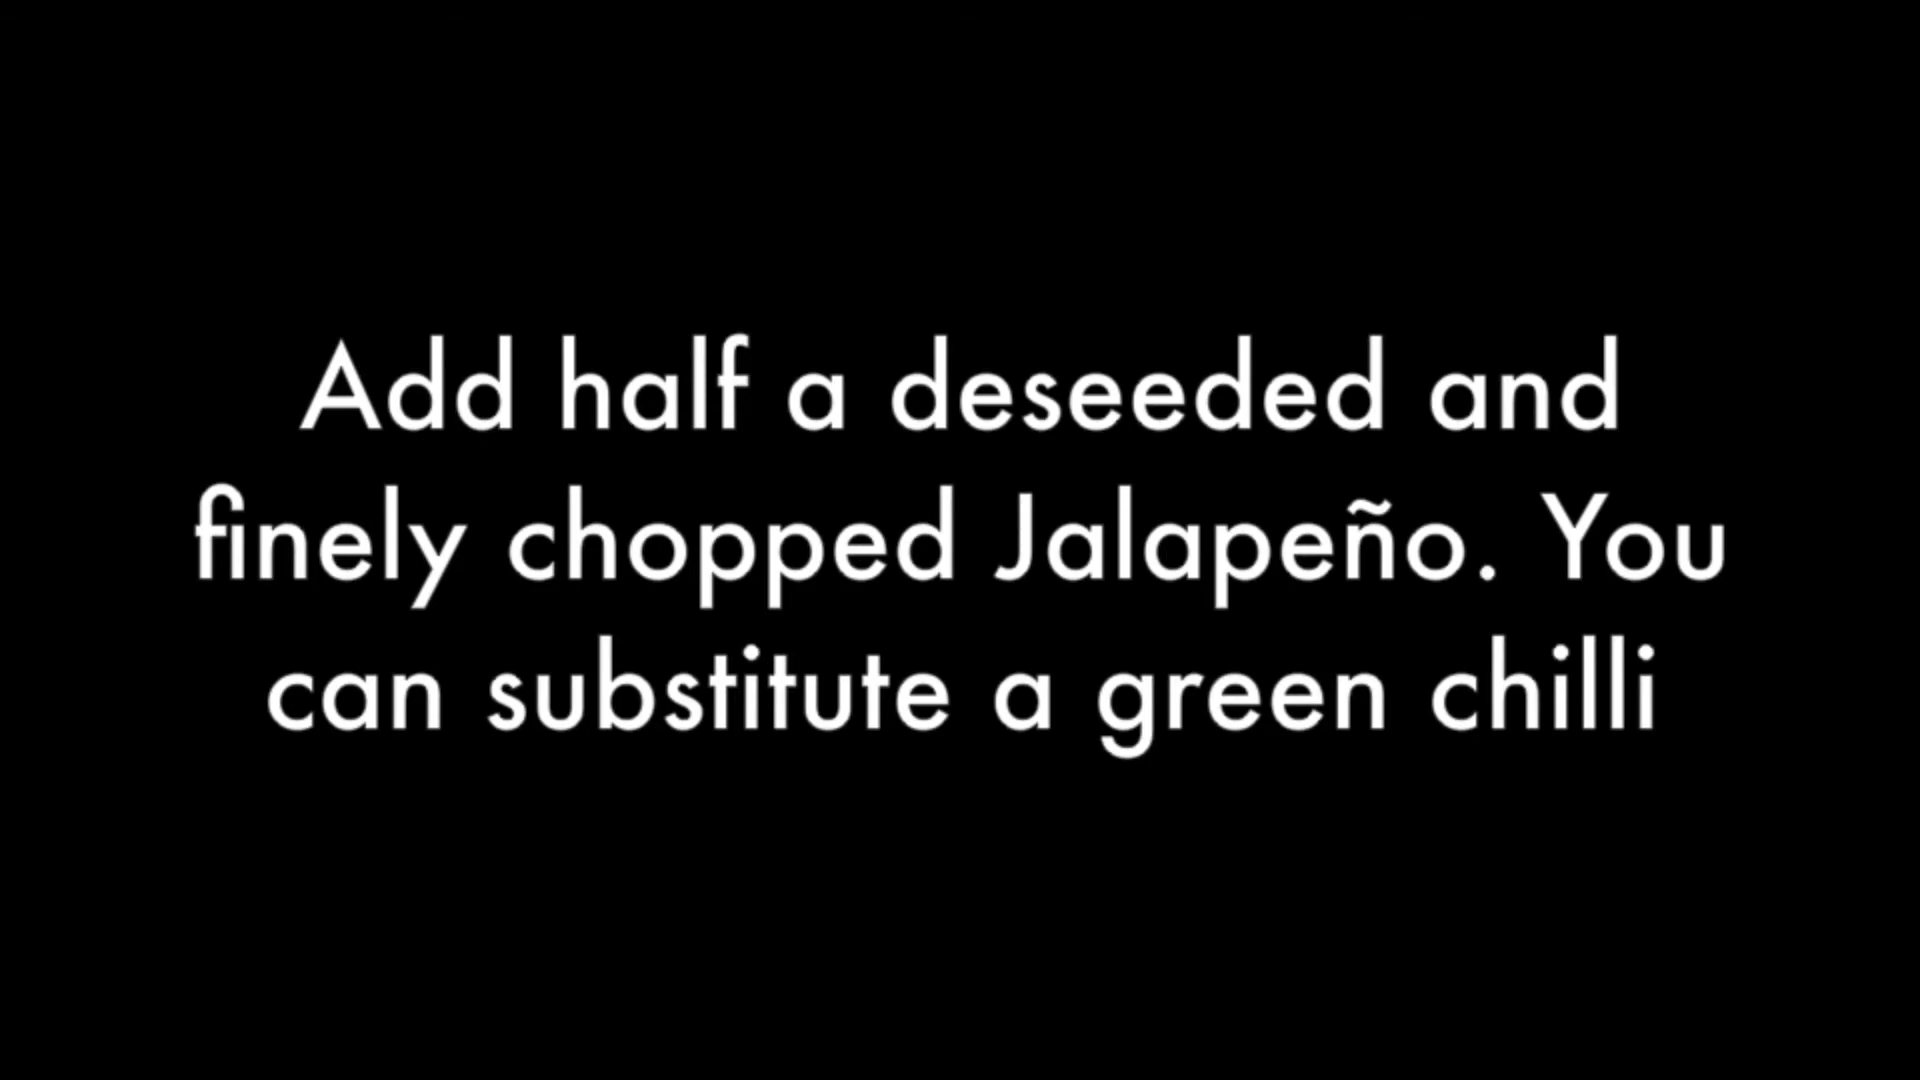 Add half a deseeded and
finely chopped Jalapeño. You
can substitute a green chilli